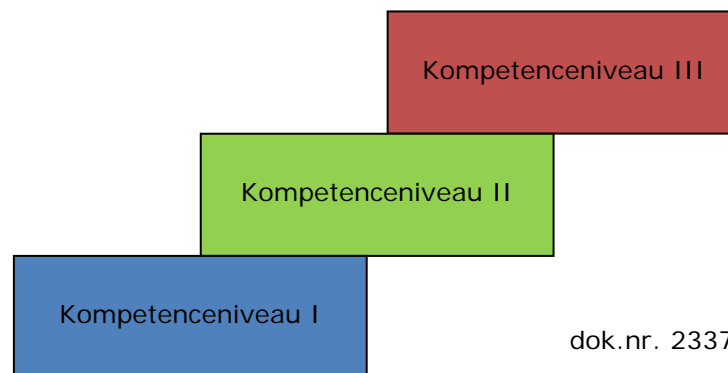 Kompetenceniveau III
Kompetenceniveau II
Kompetenceniveau I
dok.nr. 2337